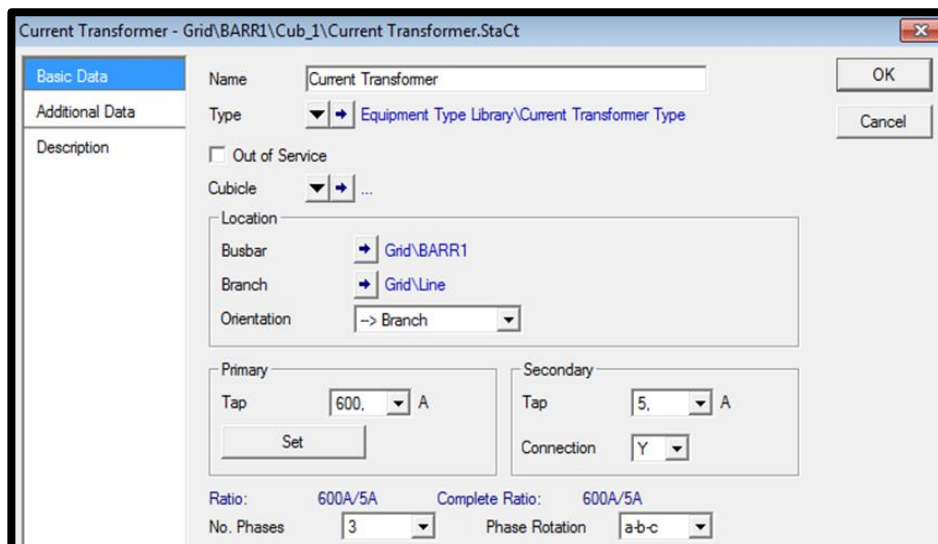 Current Transformer - Grid\BARR1\Cub_1\Current Transformer.StaCt
Basic Data
Additional Data
Description
Name Current Transformer
Type Equipment Type Library\Current Transformer Type
Out of Service
Cubicle ...
Location
Busbar Grid\BARR1
Branch Grid\Line
Orientation --> Branch
Primary
Tap 600, A
Set
Secondary
Tap 5, A
Connection Y
Ratio: 600A/5A Complete Ratio: 600A/5A
No. Phases 3 Phase Rotation a-b-c
OK
Cancel